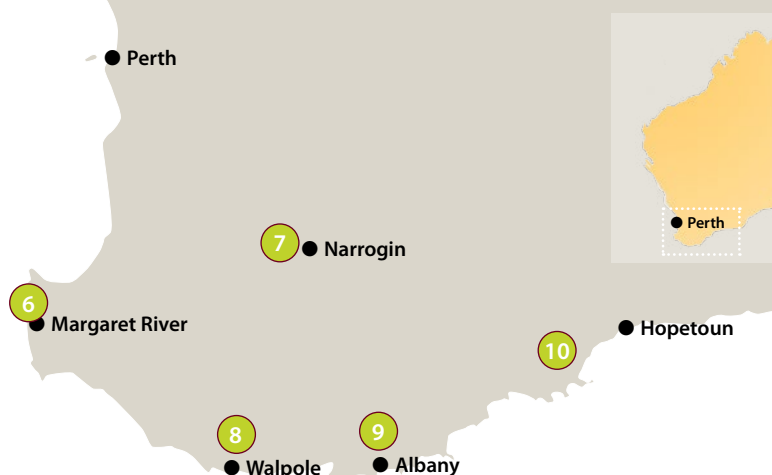 Perth
Perth
7
Narrogin
6
Margaret River
Hopetoun
10
8
9
Walpole
Albany